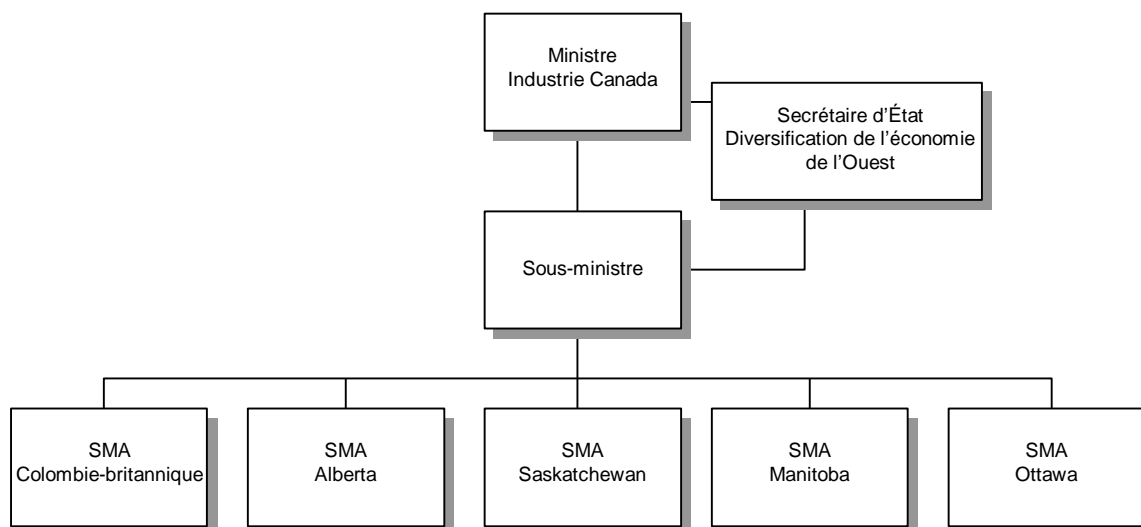 Ministre
Industrie Canada
Secrétaire d'État
Diversification de l'économie
de l'Ouest
Sous-ministre
SMA
Colombie-britannique
SMA
Alberta
SMA
Saskatchewan
SMA
Manitoba
SMA
Ottawa